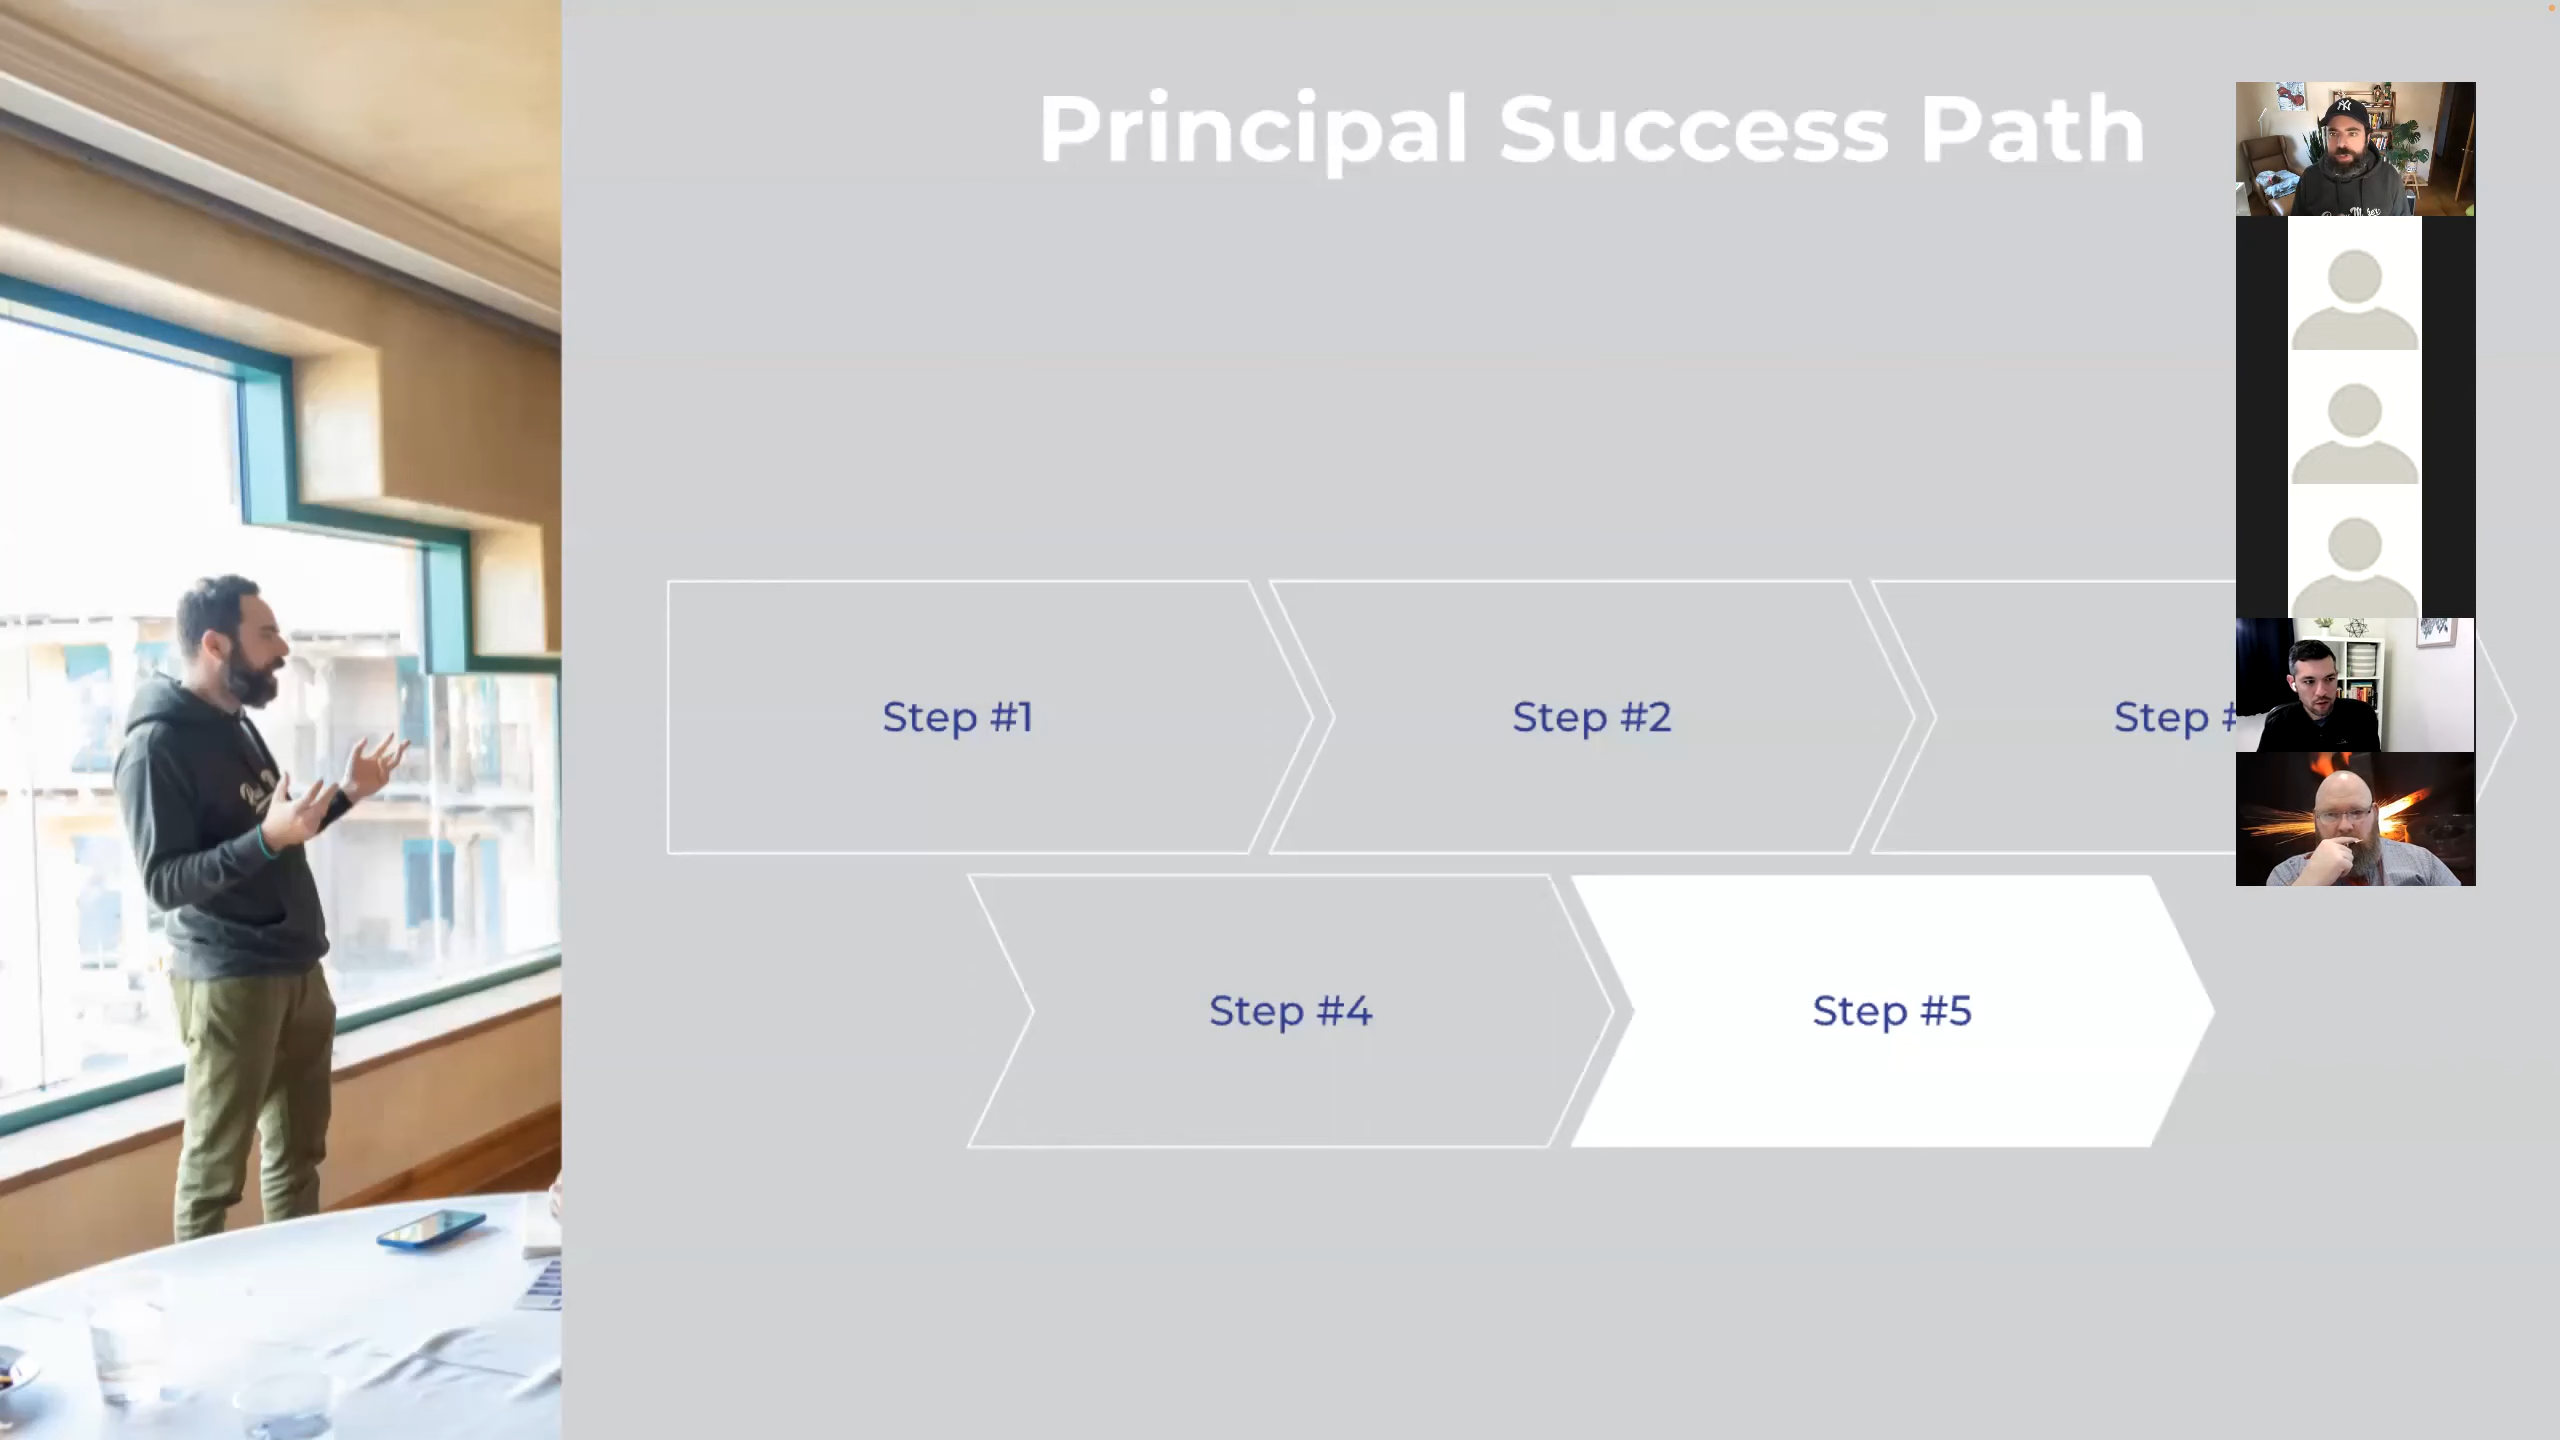 Principal Success Path
Step #1
Step #2
Step #
Step #4
Step #5